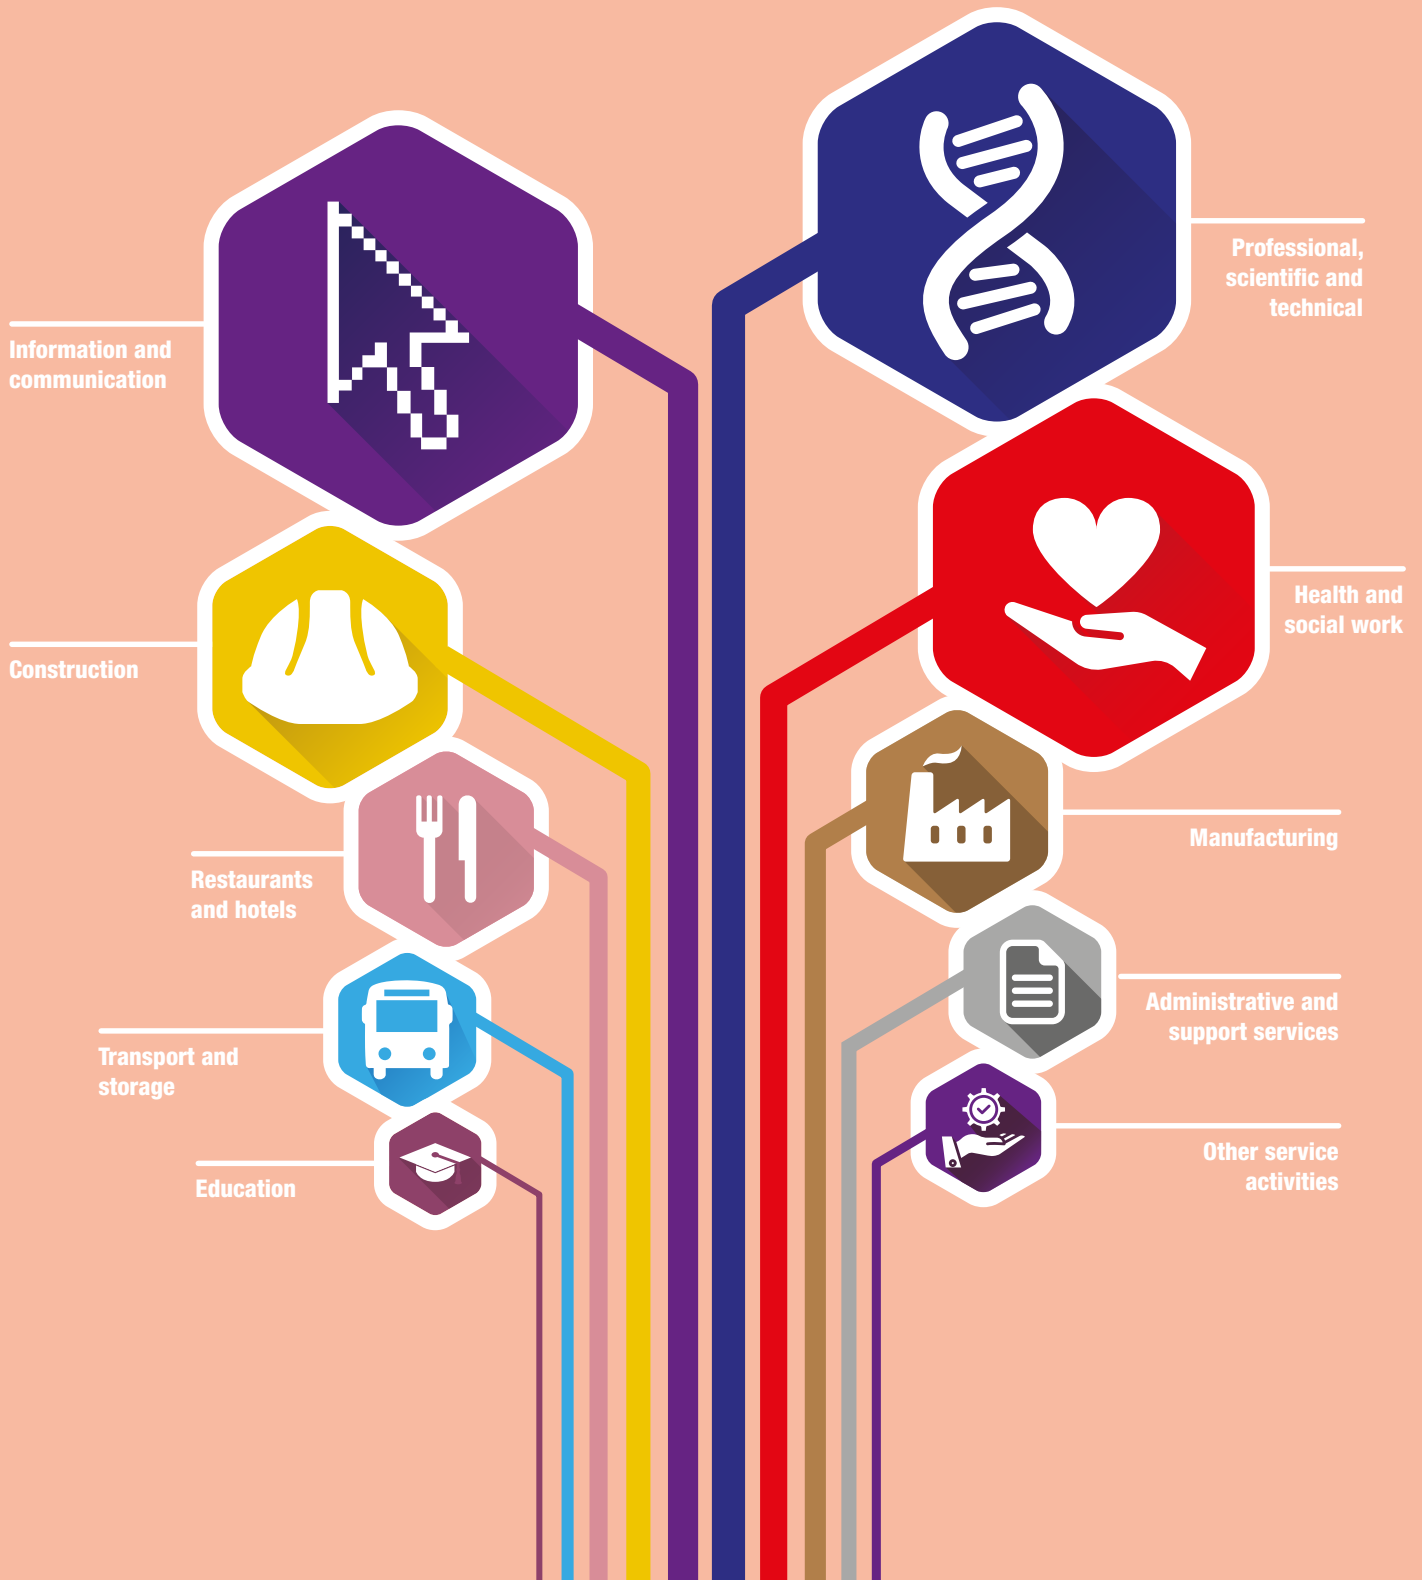 Professional,
scientific and
technical
Information and
communication
Health and
social work
Construction
Manufacturing
Restaurants
and hotels
Administrative and
support services
Transport and
storage
Other service
activities
Education